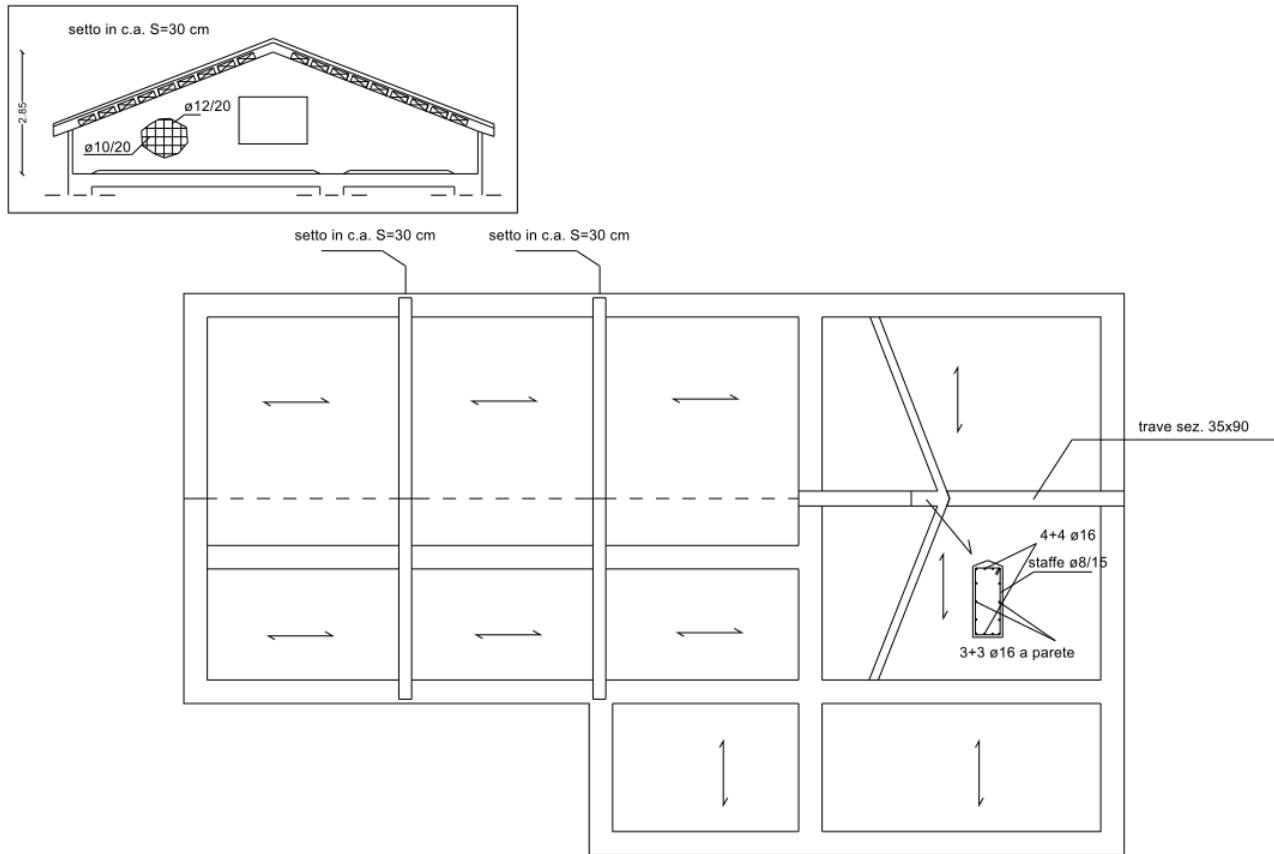 setto in c.a. S=30 cm
2.85
ø12/20
ø10/20
setto in c.a. S=30 cm
setto in c.a. S=30 cm
trave sez. 35x90
4+4 ø16
staffe ø8/15
3+3 ø16 a parete